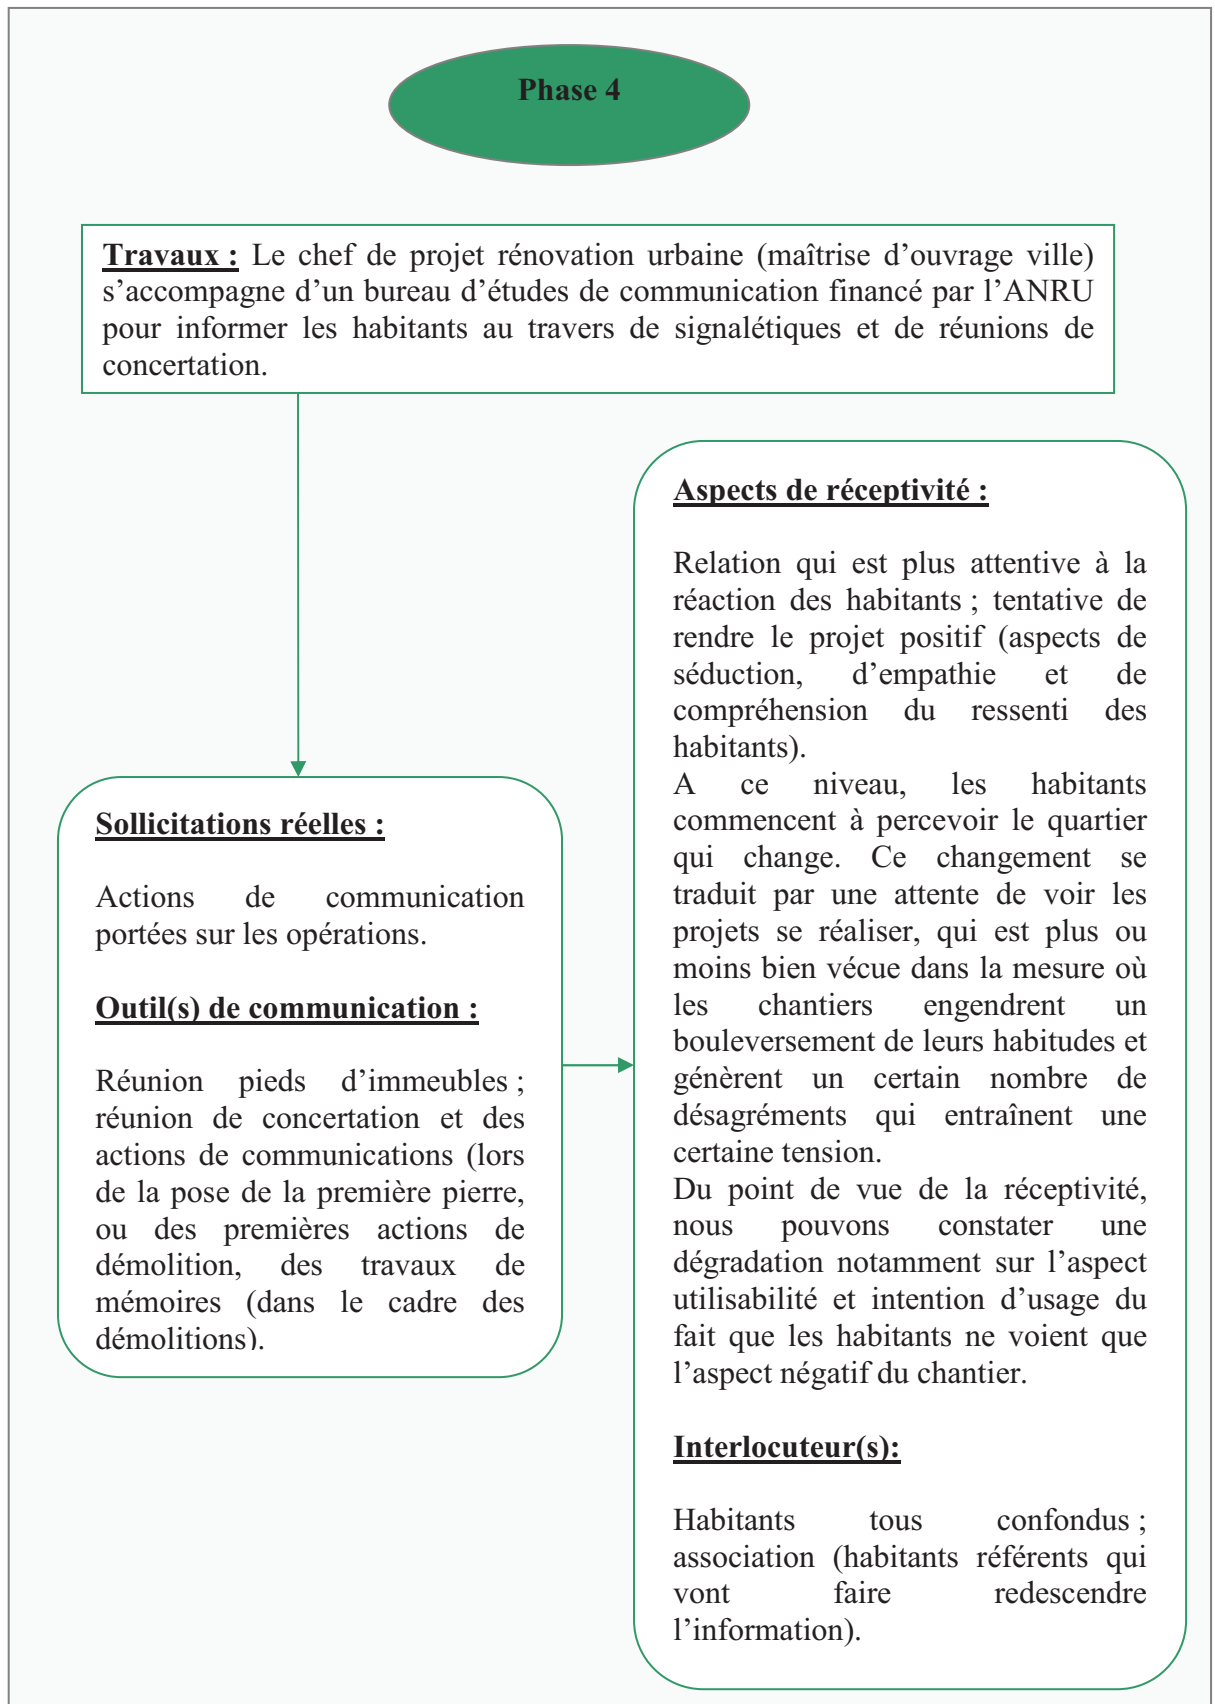 Phase 4
Travaux : Le chef de projet rénovation urbaine (maîtrise d’ouvrage ville)
s’accompagne d’un bureau d’études de communication financé par l’ANRU
pour informer les habitants au travers de signalétiques et de réunions de
concertation.
Sollicitations réelles :
Actions de communication
portées sur les opérations.
Outil(s) de communication :
Réunion pieds d’immeubles ;
réunion de concertation et des
actions de communications (lors
de la pose de la première pierre,
ou des premières actions de
démolition, des travaux de
mémoires (dans le cadre des
démolitions).
Aspects de réceptivité :
Relation qui est plus attentive à la
réaction des habitants ; tentative de
rendre le projet positif (aspects de
séduction, d’empathie et de
compréhension du ressenti des
habitants).
A ce niveau, les habitants
commencent à percevoir le quartier
qui change. Ce changement se
traduit par une attente de voir les
projets se réaliser, qui est plus ou
moins bien vécue dans la mesure où
les chantiers engendrent un
bouleversement de leurs habitudes et
génèrent un certain nombre de
désagréments qui entraînent une
certaine tension.
Du point de vue de la réceptivité,
nous pouvons constater une
dégradation notamment sur l’aspect
utilisabilité et intention d’usage du
fait que les habitants ne voient que
l’aspect négatif du chantier.
Interlocuteur(s):
Habitants tous confondus ;
association (habitants référents qui
vont faire redescendre
l’information).